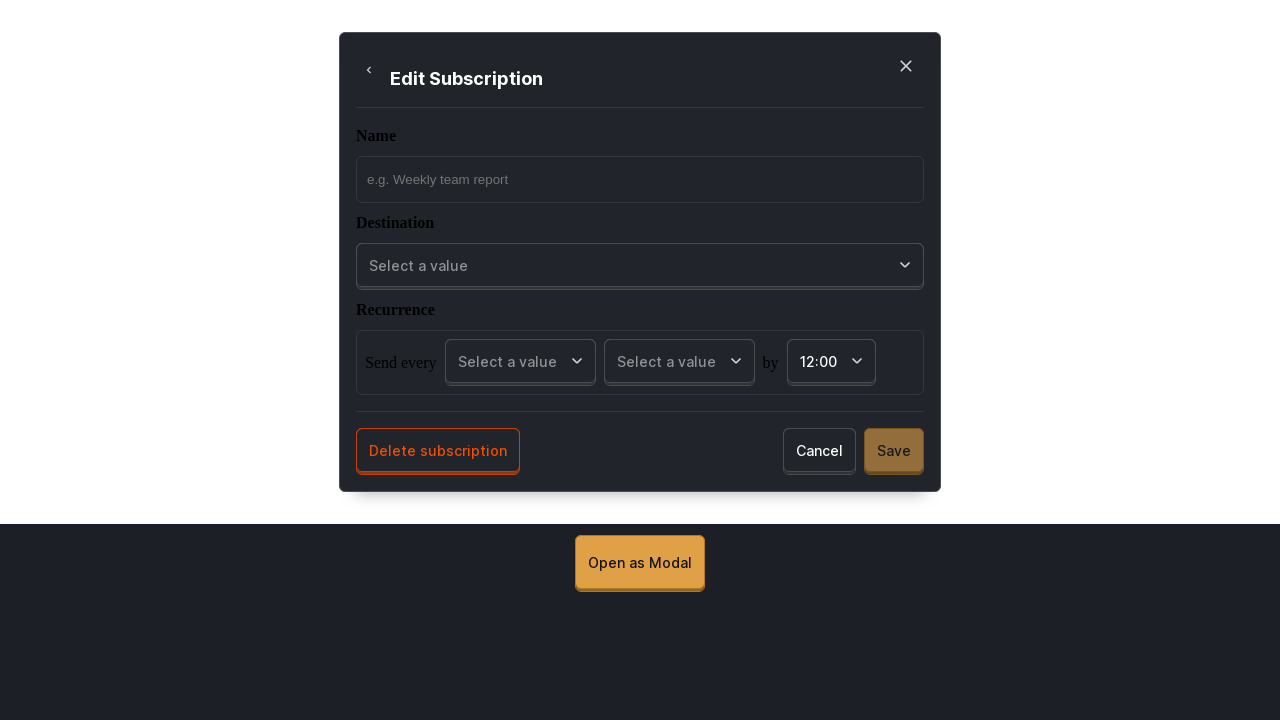 Edit Subscription
Name
e.g. Weekly team report
Destination
Select a value
Recurrence
Send every Select a value Select a value by 12:00
Delete subscription Cancel Save
Open as Modal